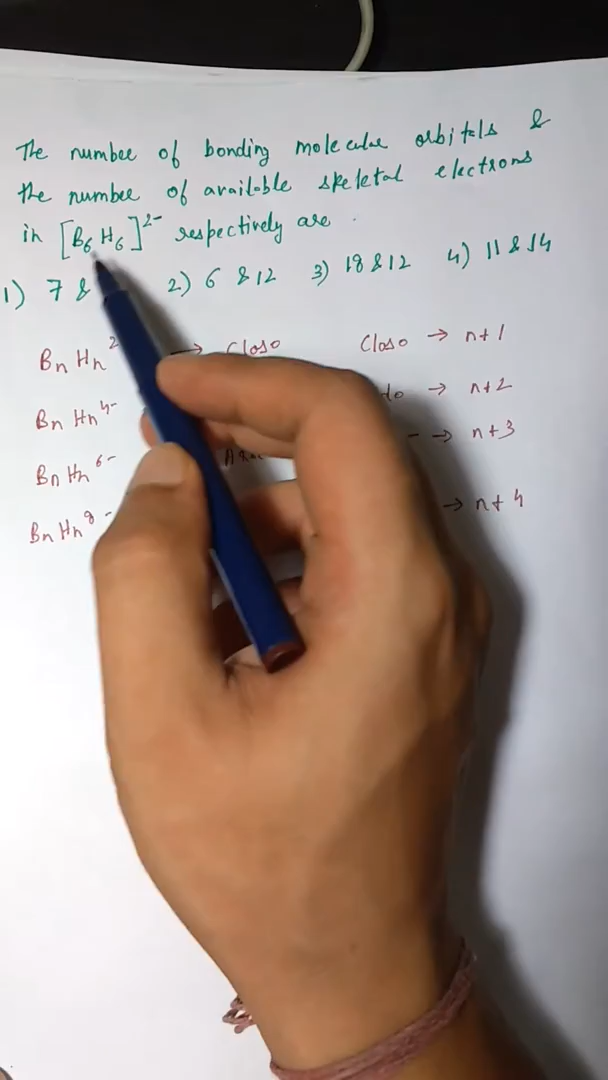 The number of bonding molecular orbitals &
the number of available skeletal electrons
in [B6H6]2- respectively are.
1) 7 & 2) 6 & 12 3) 18 & 12 4) 11 & 14
BnHn2 → Closo Closo → n+1
BnHn4- do → n+2
BnHn6- → n+3
BnHn8- → n+4